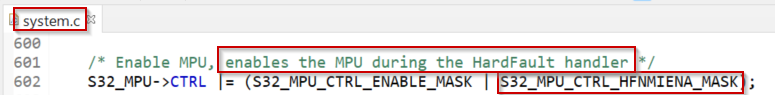 system.c
600
601 /* Enable MPU, enables the MPU during the HardFault handler */
602 S32_MPU->CTRL |= (S32_MPU_CTRL_ENABLE_MASK | S32_MPU_CTRL_HFNMIENA_MASK);